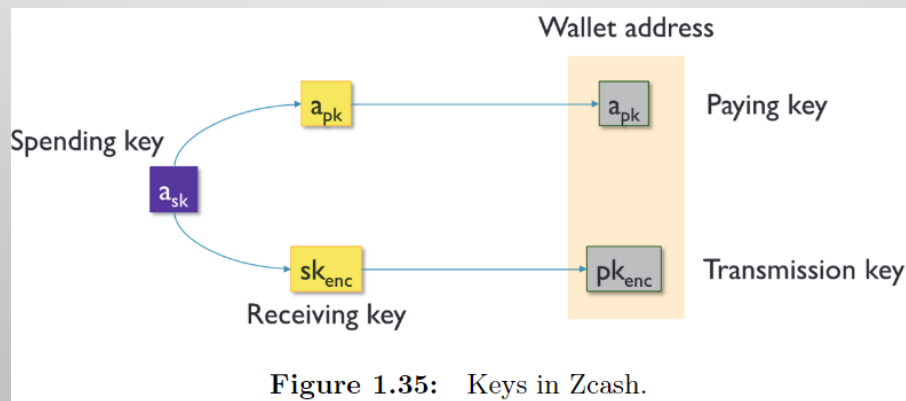 Wallet address
a_pk
a_pk
Paying key
Spending key
a_sk
sk_enc
pk_enc
Transmission key
Receiving key
Figure 1.35: Keys in Zcash.